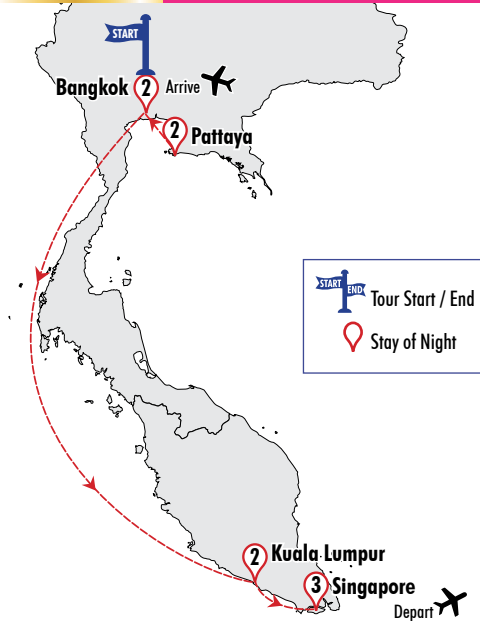 START
Bangkok 2 Arrive
2 Pattaya
START END Tour Start / End
Stay of Night
2 Kuala Lumpur
3 Singapore
Depart